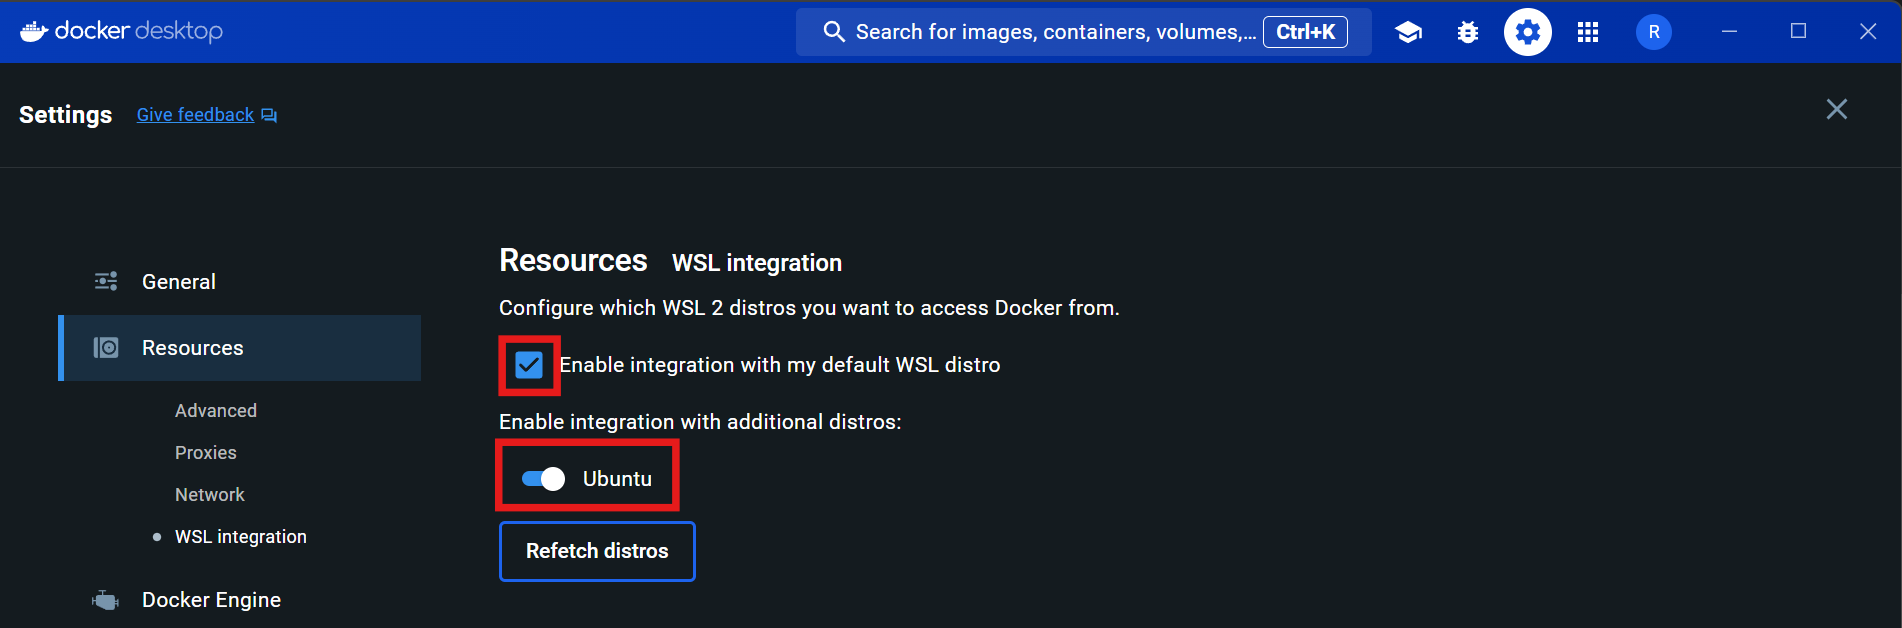 docker desktop
Search for images, containers, volumes,... Ctrl+K
R
Settings Give feedback
General
Resources
Advanced
Proxies
Network
WSL integration
Docker Engine
Resources WSL integration
Configure which WSL 2 distros you want to access Docker from.
Enable integration with my default WSL distro
Enable integration with additional distros:
Ubuntu
Refetch distros